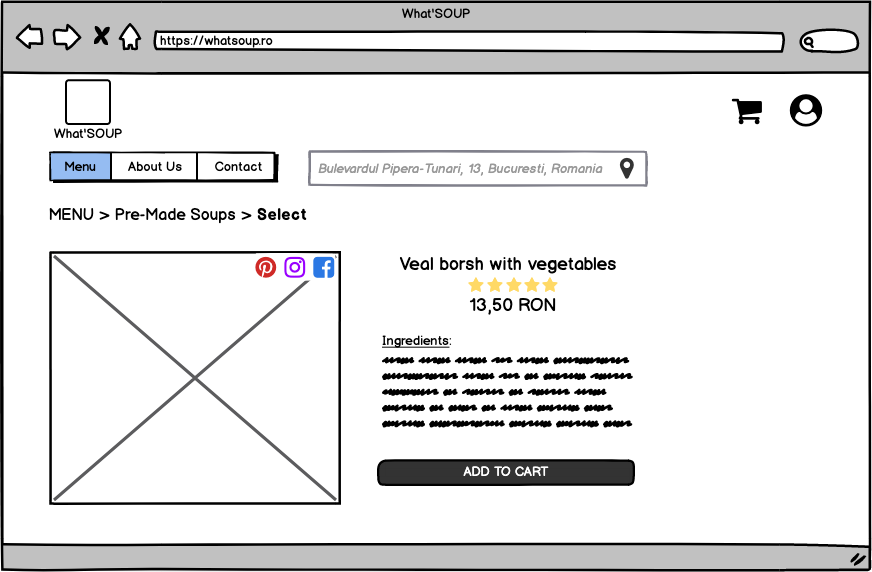 What'SOUP
https://whatsoup.ro
What'SOUP
Menu About Us Contact
Bulevardul Pipera-Tunari, 13, Bucuresti, Romania
MENU > Pre-Made Soups > Select
Veal borsh with vegetables
13,50 RON
Ingredients:
ADD TO CART